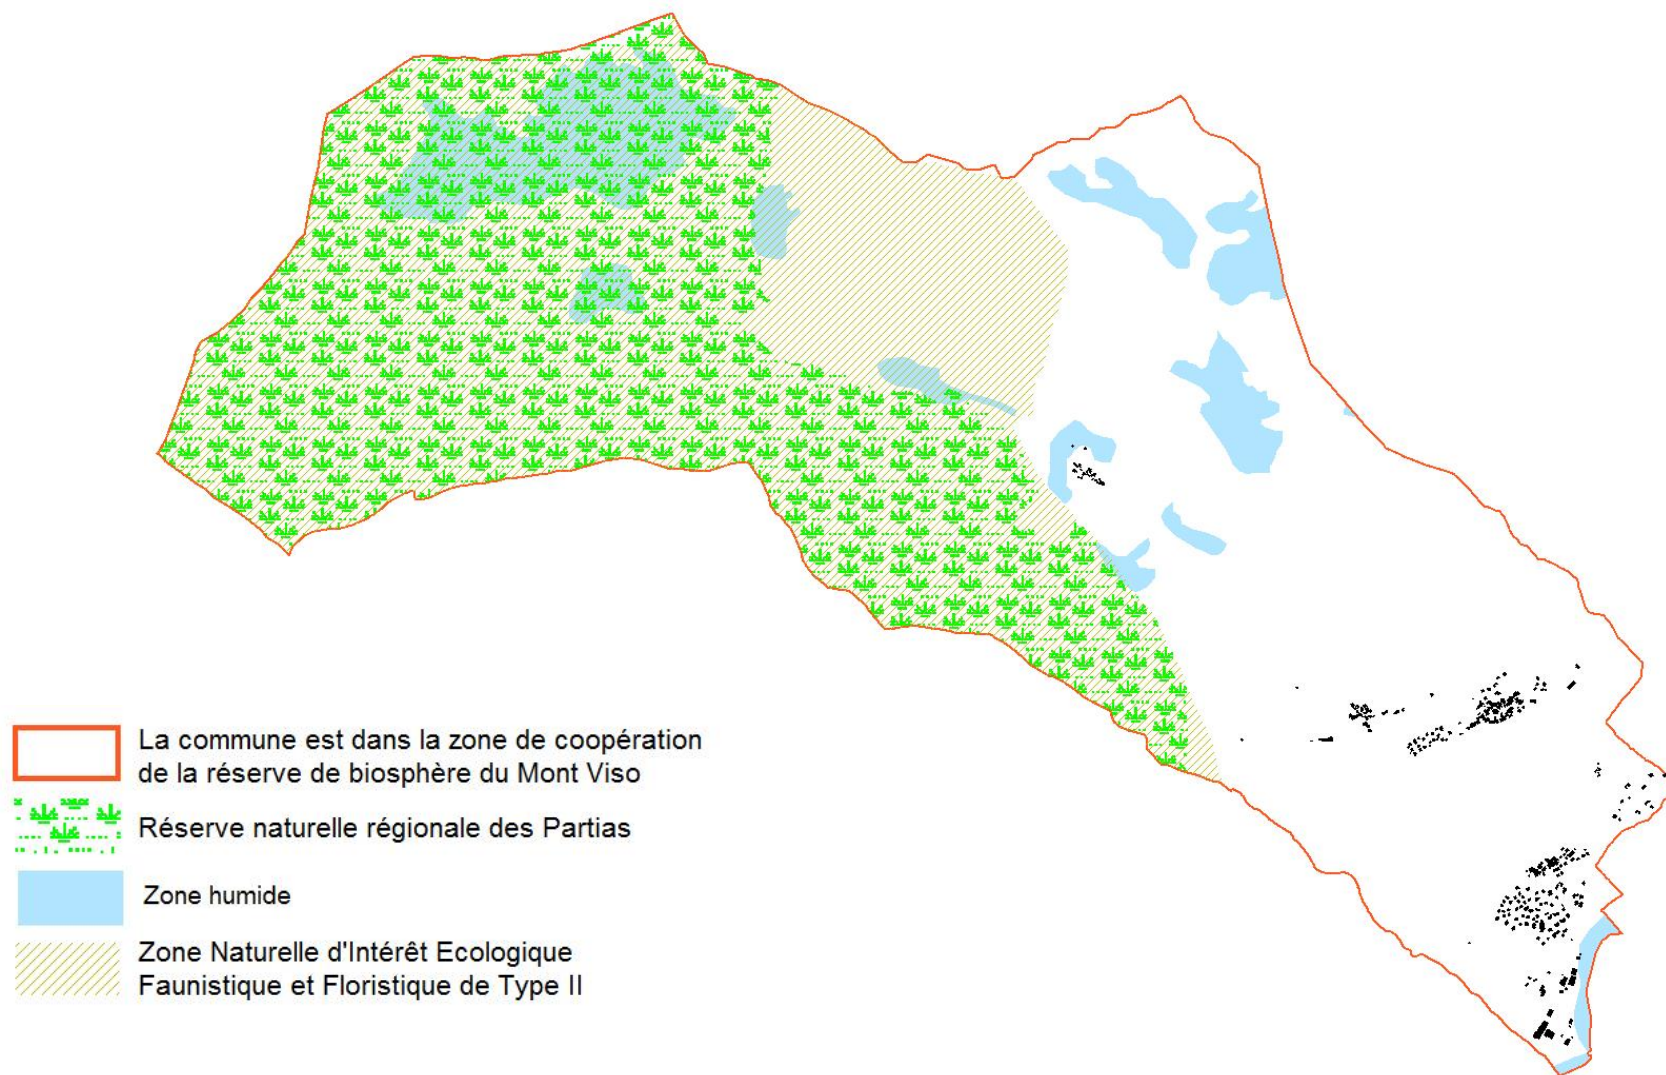 La commune est dans la zone de coopération
de la réserve de biosphère du Mont Viso
Réserve naturelle régionale des Partias
Zone humide
Zone Naturelle d'Intérêt Ecologique
Faunistique et Floristique de Type II